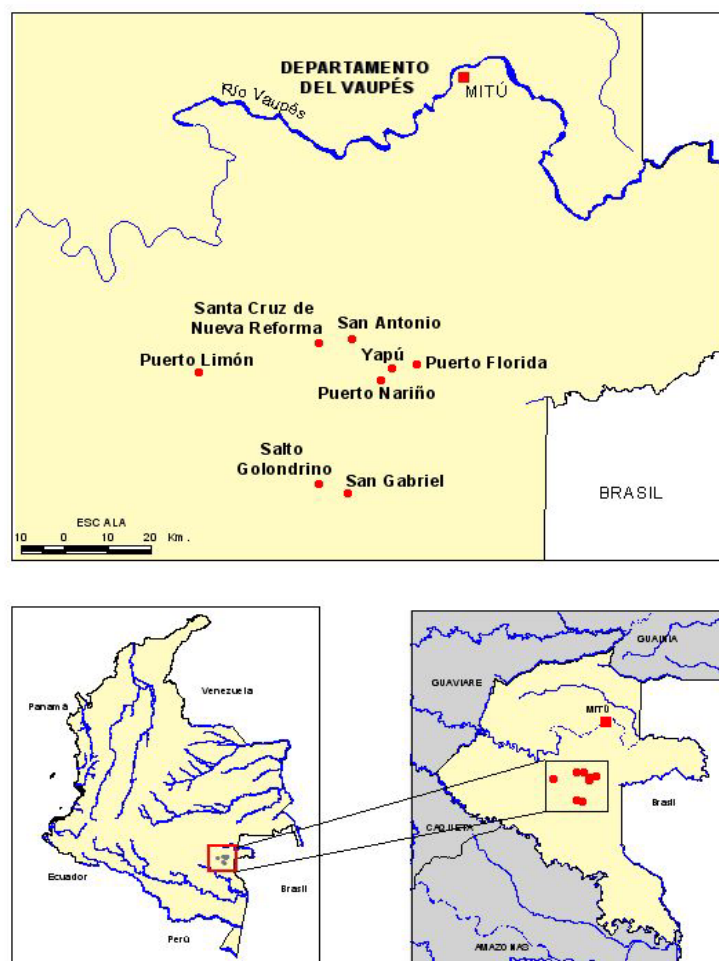 DEPARTAMENTO
DEL VAUPÉS
MITÚ
Río Vaupés
Santa Cruz de
Nueva Reforma
San Antonio
Puerto Limón
Yapú
Puerto Florida
Puerto Nariño
Salto
Golondrino
San Gabriel
BRASIL
ESCALA
10 0 10 20 Km.
Panamá
Venezuela
Ecuador
Brasil
Perú
GUAINIA
GUAVIARE
MITÚ
Brasil
CAQUETA
AMAZONAS